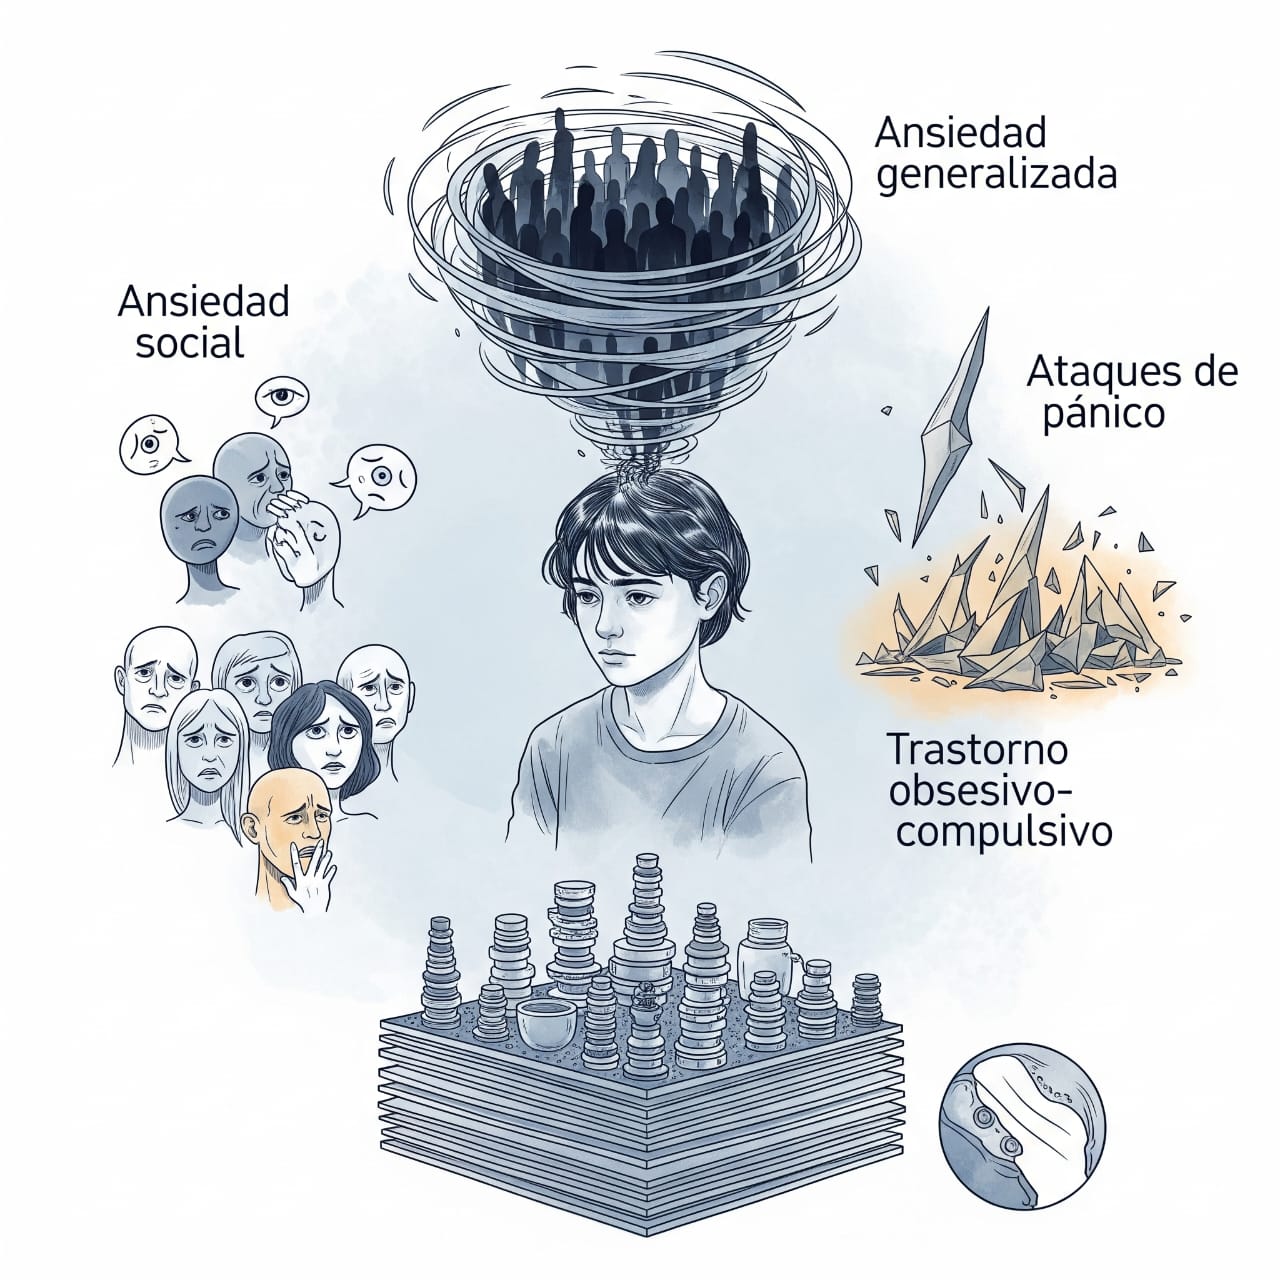 Ansiedad
generalizada
Ansiedad
social
Ataques de
pánico
Trastorno
obsesivo-
compulsivo